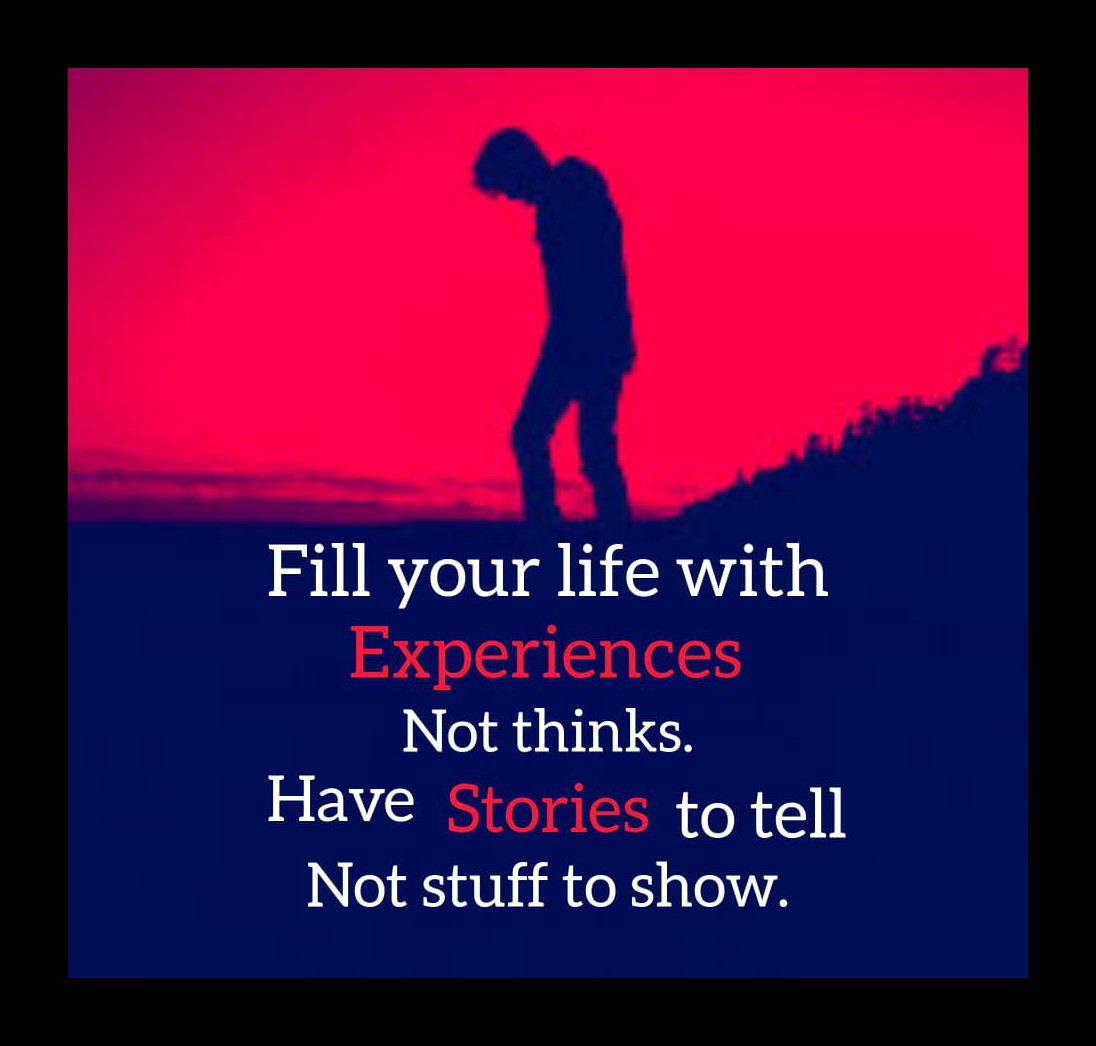 Fill your life with
Experiences
Not thinks.
Have Stories to tell
Not stuff to show.